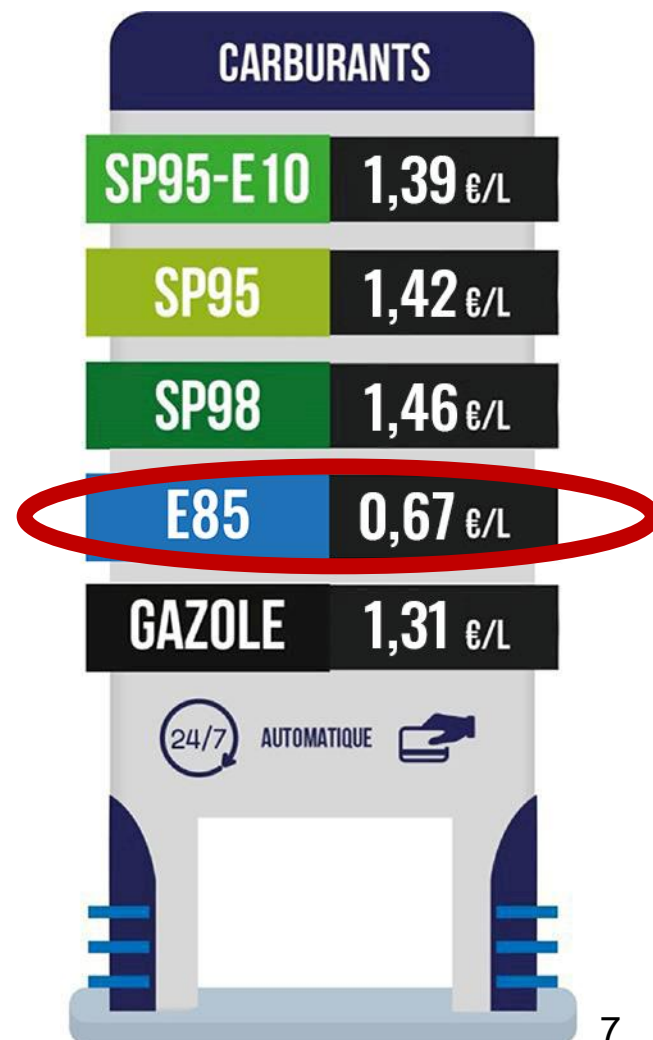 CARBURANTS
SP95-E10 1,39 €/L
SP95 1,42 €/L
SP98 1,46 €/L
E85 0,67 €/L
GAZOLE 1,31 €/L
24/7 AUTOMATIQUE
7